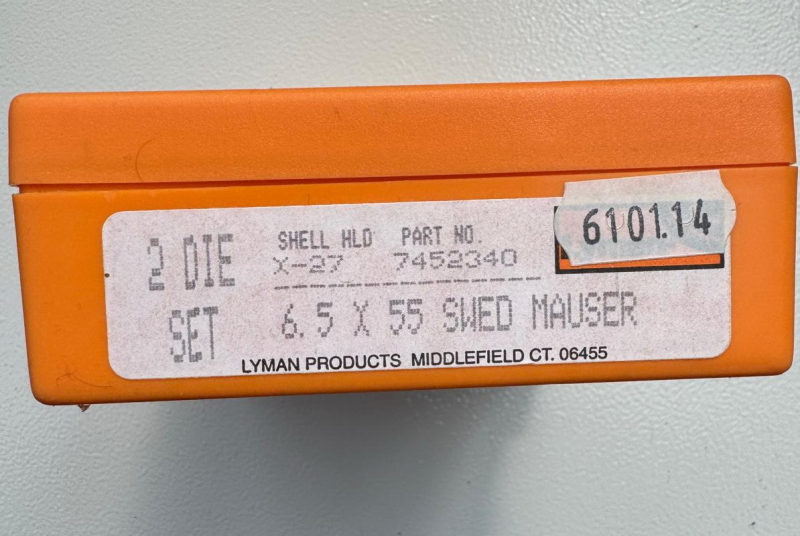 2 DIE
SET
SHELL HLD PART NO.
X-27 7452340
6.5 X 55 SWED MAUSER
LYMAN PRODUCTS MIDDLEFIELD CT. 06455
6101.14